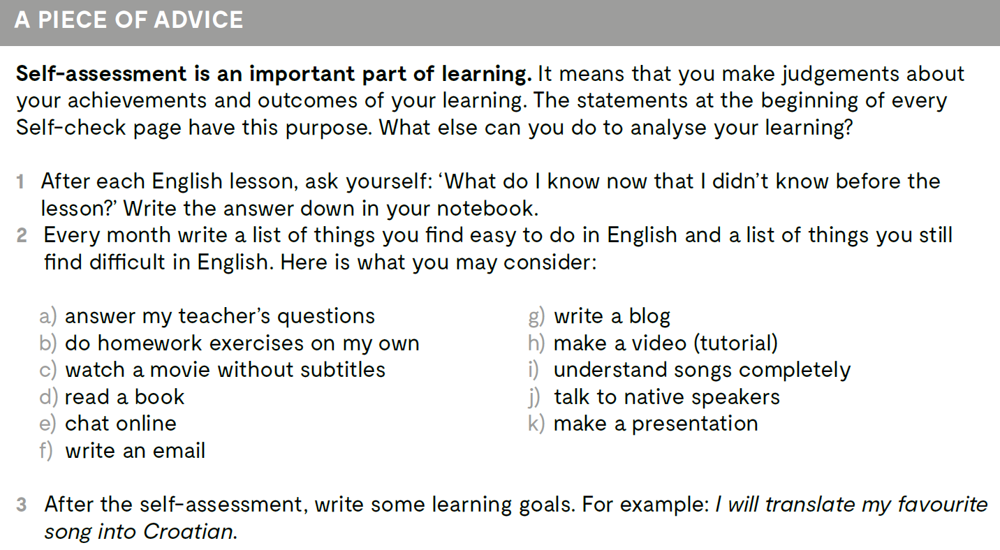 A PIECE OF ADVICE
Self-assessment is an important part of learning. It means that you make judgements about
your achievements and outcomes of your learning. The statements at the beginning of every
Self-check page have this purpose. What else can you do to analyse your learning?
1 After each English lesson, ask yourself: ‘What do I know now that I didn’t know before the
lesson?’ Write the answer down in your notebook.
2 Every month write a list of things you find easy to do in English and a list of things you still
find difficult in English. Here is what you may consider:
a) answer my teacher’s questions
b) do homework exercises on my own
c) watch a movie without subtitles
d) read a book
e) chat online
f) write an email
g) write a blog
h) make a video (tutorial)
i) understand songs completely
j) talk to native speakers
k) make a presentation
3 After the self-assessment, write some learning goals. For example: I will translate my favourite
song into Croatian.